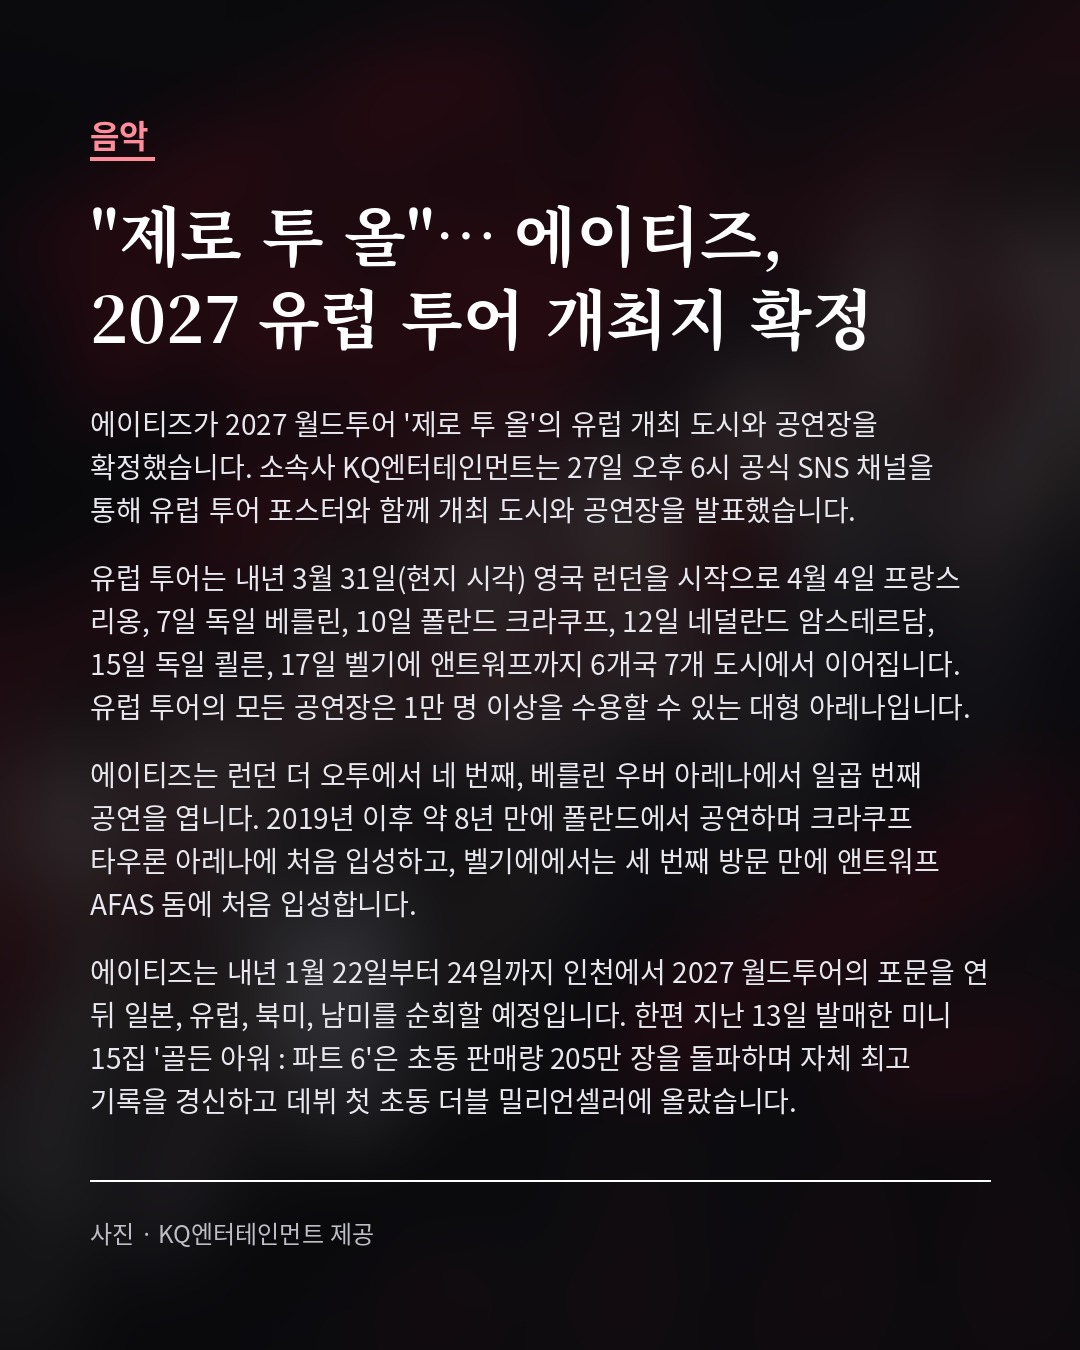 음악
"제로 투 올"… 에이티즈,
2027 유럽 투어 개최지 확정
에이티즈가 2027 월드투어 '제로 투 올'의 유럽 개최 도시와 공연장을
확정했습니다. 소속사 KQ엔터테인먼트는 27일 오후 6시 공식 SNS 채널을
통해 유럽 투어 포스터와 함께 개최 도시와 공연장을 발표했습니다.
유럽 투어는 내년 3월 31일(현지 시각) 영국 런던을 시작으로 4월 4일 프랑스
리옹, 7일 독일 베를린, 10일 폴란드 크라쿠프, 12일 네덜란드 암스테르담,
15일 독일 쾰른, 17일 벨기에 앤트워프까지 6개국 7개 도시에서 이어집니다.
유럽 투어의 모든 공연장은 1만 명 이상을 수용할 수 있는 대형 아레나입니다.
에이티즈는 런던 더 오투에서 네 번째, 베를린 우버 아레나에서 일곱 번째
공연을 엽니다. 2019년 이후 약 8년 만에 폴란드에서 공연하며 크라쿠프
타우론 아레나에 처음 입성하고, 벨기에에서는 세 번째 방문 만에 앤트워프
AFAS 돔에 처음 입성합니다.
에이티즈는 내년 1월 22일부터 24일까지 인천에서 2027 월드투어의 포문을 연
뒤 일본, 유럽, 북미, 남미를 순회할 예정입니다. 한편 지난 13일 발매한 미니
15집 '골든 아워 : 파트 6'은 초동 판매량 205만 장을 돌파하며 자체 최고
기록을 경신하고 데뷔 첫 초동 더블 밀리언셀러에 올랐습니다.
사진 · KQ엔터테인먼트 제공